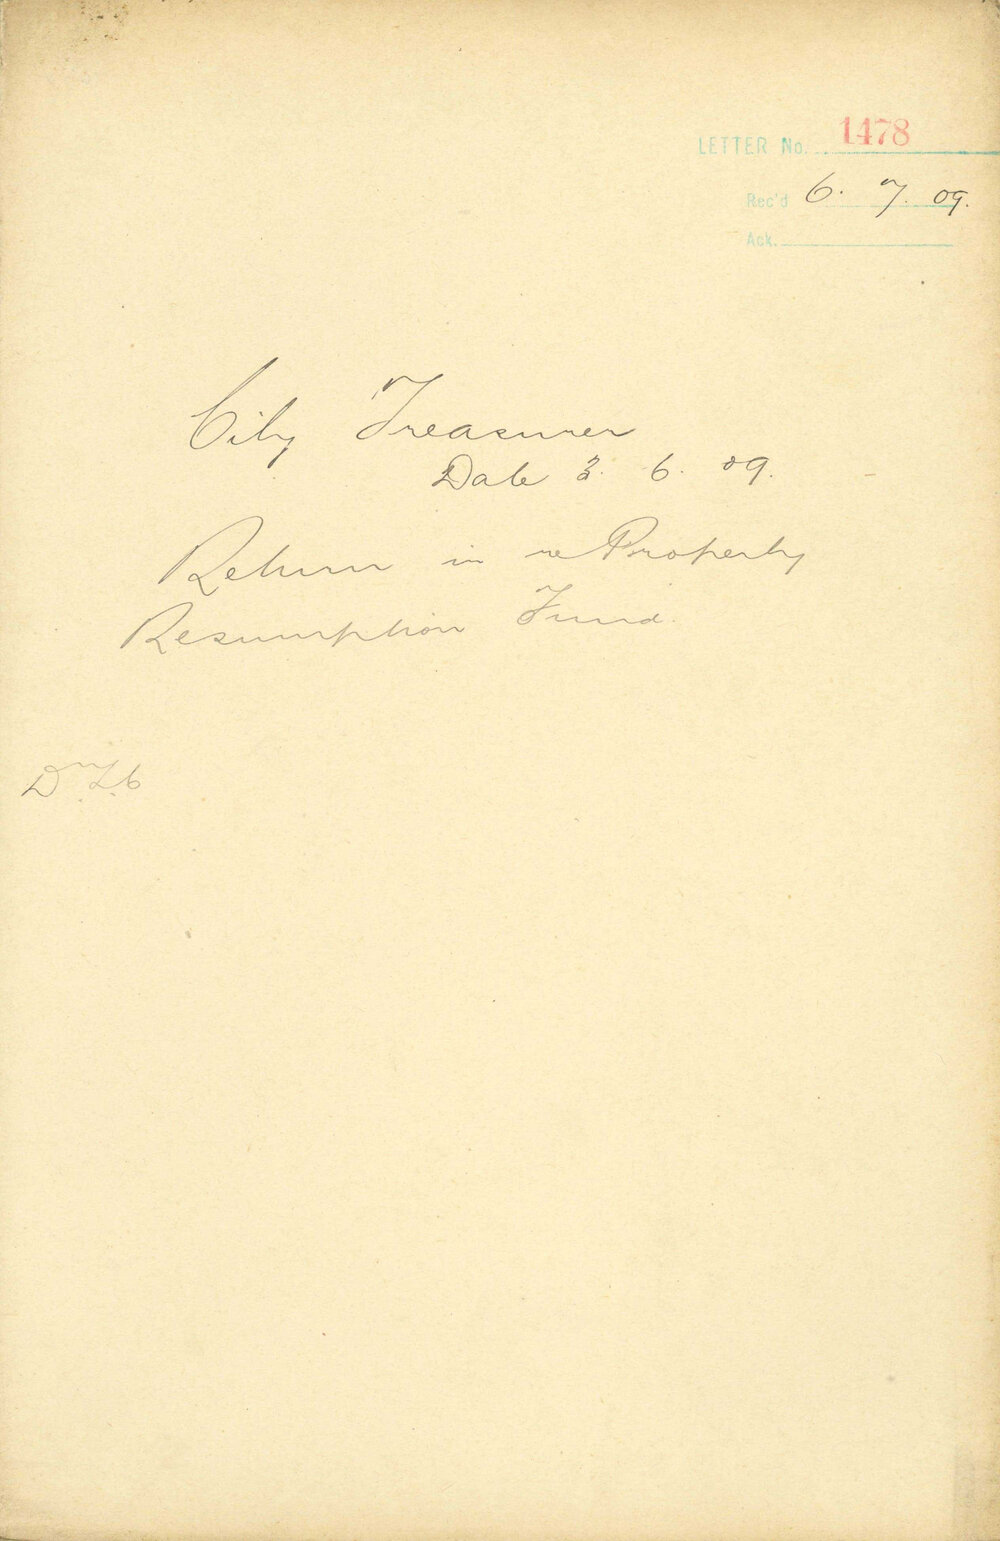 LETTER No. 1478
Rec'd 6. 7. 09.
Ack.
City Treasurer
Date 3. 6. 09.
Return in re Property
Resumption Fund.